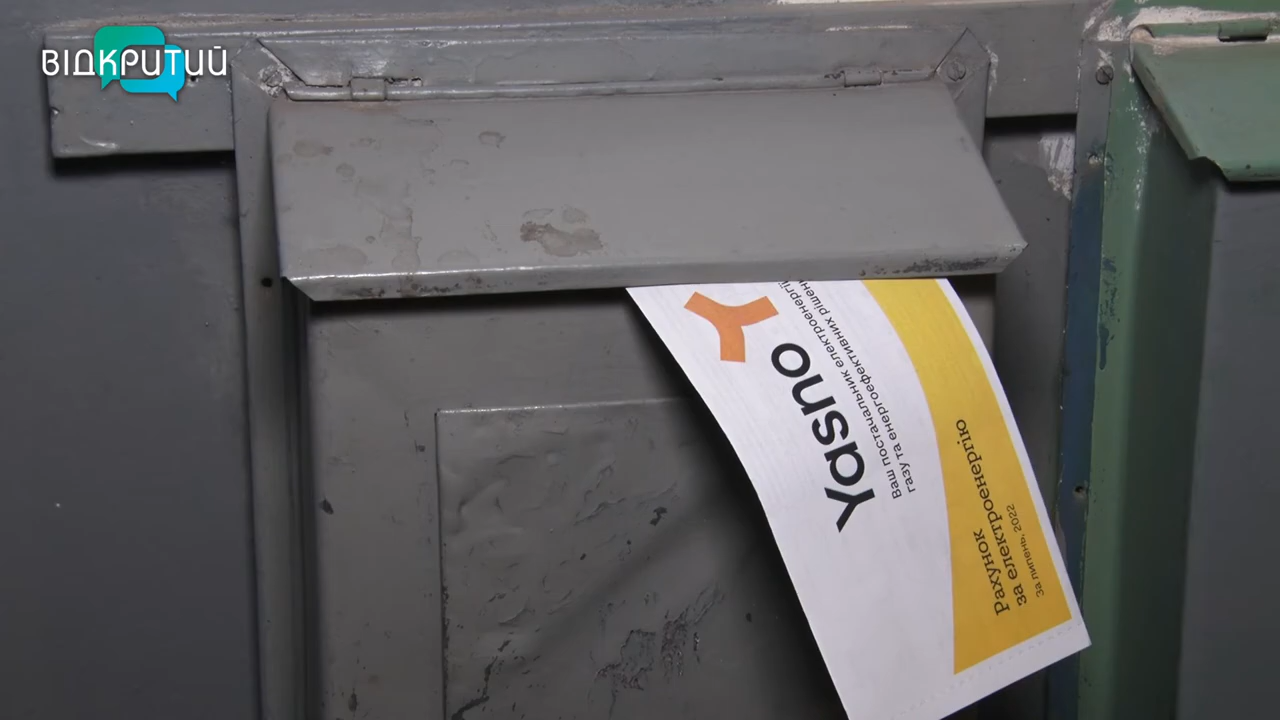 ВІДКРИТИЙ
Yasno
Ваш постачальник електроенергії,
газу та енергоефективних рішень
Рахунок
за електроенергію
за липень, 2022